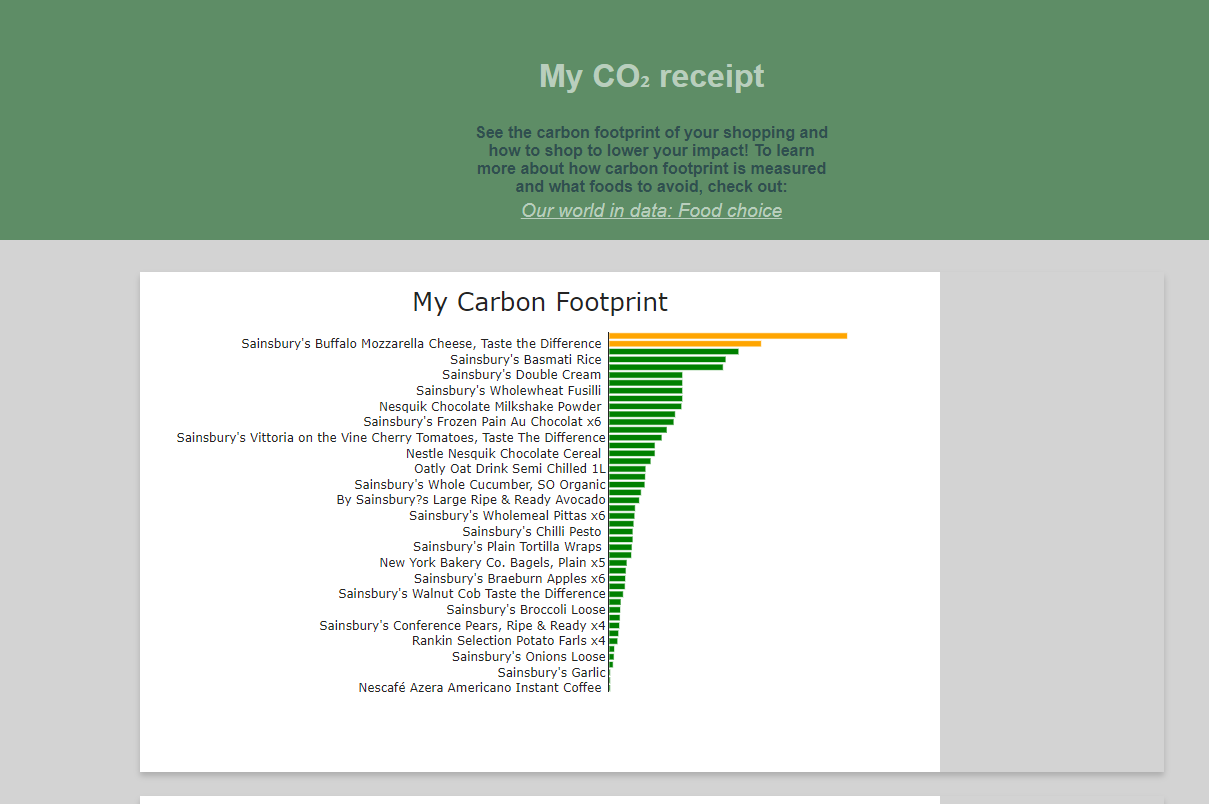 My CO₂ receipt
See the carbon footprint of your shopping and
how to shop to lower your impact! To learn
more about how carbon footprint is measured
and what foods to avoid, check out:
Our world in data: Food choice
My Carbon Footprint
Sainsbury's Buffalo Mozzarella Cheese, Taste the Difference
Sainsbury's Basmati Rice
Sainsbury's Double Cream
Sainsbury's Wholewheat Fusilli
Nesquik Chocolate Milkshake Powder
Sainsbury's Frozen Pain Au Chocolat x6
Sainsbury's Vittoria on the Vine Cherry Tomatoes, Taste The Difference
Nestle Nesquik Chocolate Cereal
Oatly Oat Drink Semi Chilled 1L
Sainsbury's Whole Cucumber, SO Organic
By Sainsbury?s Large Ripe & Ready Avocado
Sainsbury's Wholemeal Pittas x6
Sainsbury's Chilli Pesto
Sainsbury's Plain Tortilla Wraps
New York Bakery Co. Bagels, Plain x5
Sainsbury's Braeburn Apples x6
Sainsbury's Walnut Cob Taste the Difference
Sainsbury's Broccoli Loose
Sainsbury's Conference Pears, Ripe & Ready x4
Rankin Selection Potato Farls x4
Sainsbury's Onions Loose
Sainsbury's Garlic
Nescafé Azera Americano Instant Coffee